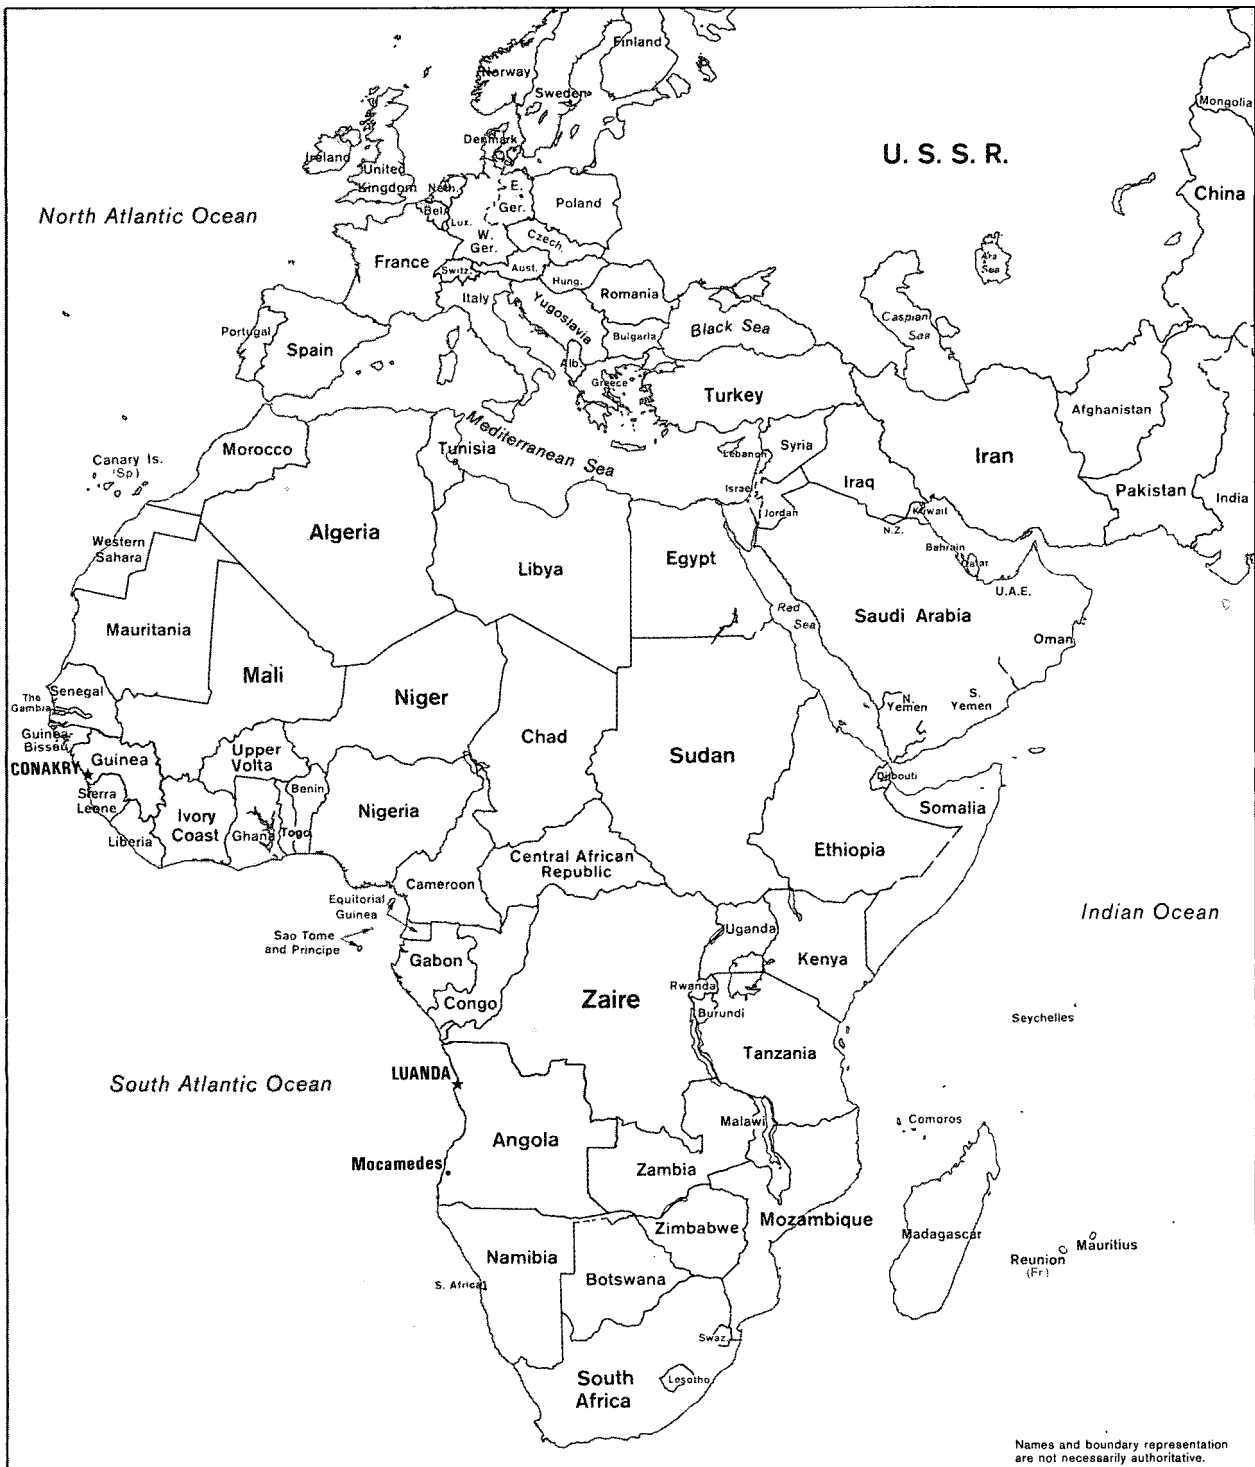 Finland
Norway
Sweden
Mongolia
Denmark
U. S. S. R.
Ireland
United
Kingdom
Neth.
E.
Ger.
Poland
China
Bel.
Lux.
North Atlantic Ocean
W.
Ger.
Czech.
France
Aral
Sea
Switz.
Aust.
Hung.
Romania
Italy
Yugoslavia
Caspian
Sea
Portugal
Spain
Bulgaria
Black Sea
Alb.
Greece
Turkey
Afghanistan
Mediterranean Sea
Morocco
Tunisia
Syria
Lebanon
Iran
Canary Is.
(Sp)
Iraq
Israel
Pakistan
India
Jordan
Kuwait
N.Z.
Algeria
Western
Sahara
Bahrain
Qatar
Libya
Egypt
U.A.E.
Red
Sea
Saudi Arabia
Mauritania
Oman
Mali
Senegal
The
Gambia
Niger
N.
Yemen
S.
Yemen
Guinea-
Bissau
Chad
Guinea
Upper
Volta
Sudan
CONAKRY
Djibouti
Sierra
Leone
Benin
Somalia
Ivory
Coast
Nigeria
Liberia
Ghana
Togo
Ethiopia
Central African
Republic
Cameroon
Equitorial
Guinea
Indian Ocean
Sao Tome
and Principe
Uganda
Gabon
Kenya
Rwanda
Congo
Zaire
Burundi
Seychelles
Tanzania
South Atlantic Ocean
LUANDA
Malawi
Comoros
Angola
Mocamedes
Zambia
Mozambique
Zimbabwe
Madagascar
Mauritius
Namibia
Reunion
(Fr)
S. Africa
Botswana
Swaz.
South
Africa
Lesotho
Names and boundary representation
are not necessarily authoritative.